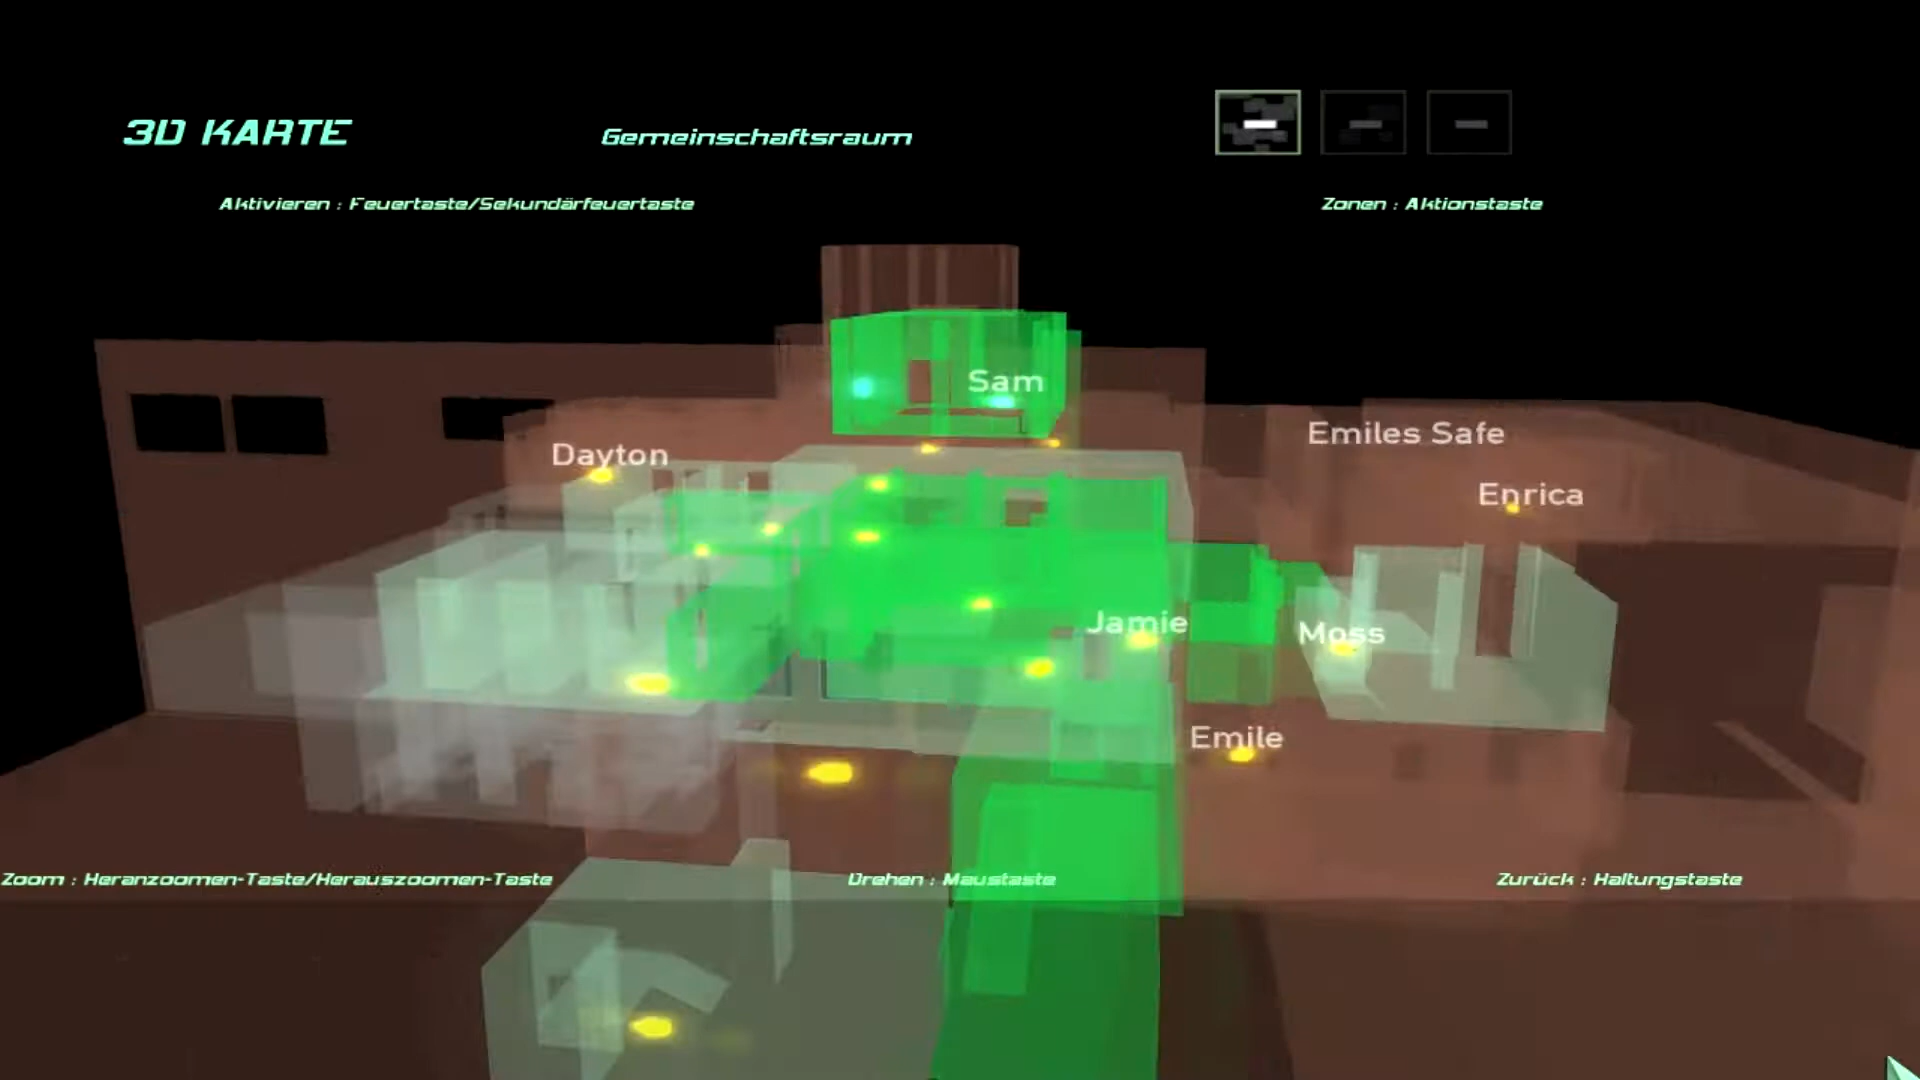 3D KARTE
Gemeinschaftsraum
Aktivieren : Feuertaste/Sekundärfeuertaste
Zonen : Aktionstaste
Sam
Emiles Safe
Dayton
Enrica
Jamie
Moss
Emile
Zoom : Heranzoomen-Taste/Herauszoomen-Taste
Drehen : Maustaste
Zurück : Haltungstaste